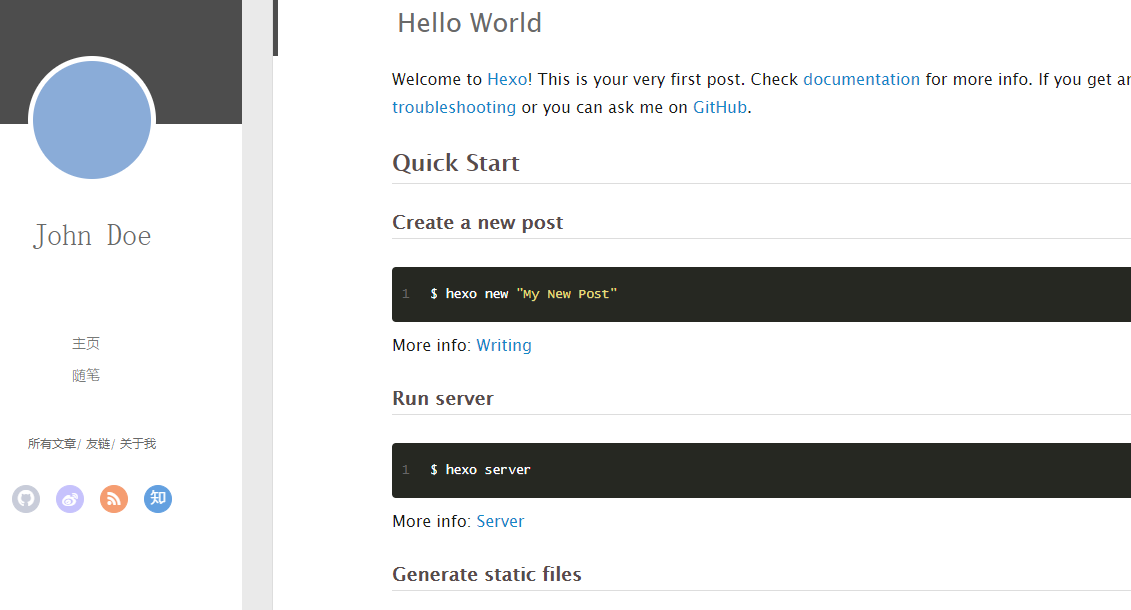 John Doe
主页
随笔
所有文章/ 友链/ 关于我
知
Hello World
Welcome to Hexo! This is your very first post. Check documentation for more info. If you get
troubleshooting or you can ask me on GitHub.
Quick Start
Create a new post
1 $ hexo new "My New Post"
More info: Writing
Run server
1 $ hexo server
More info: Server
Generate static files